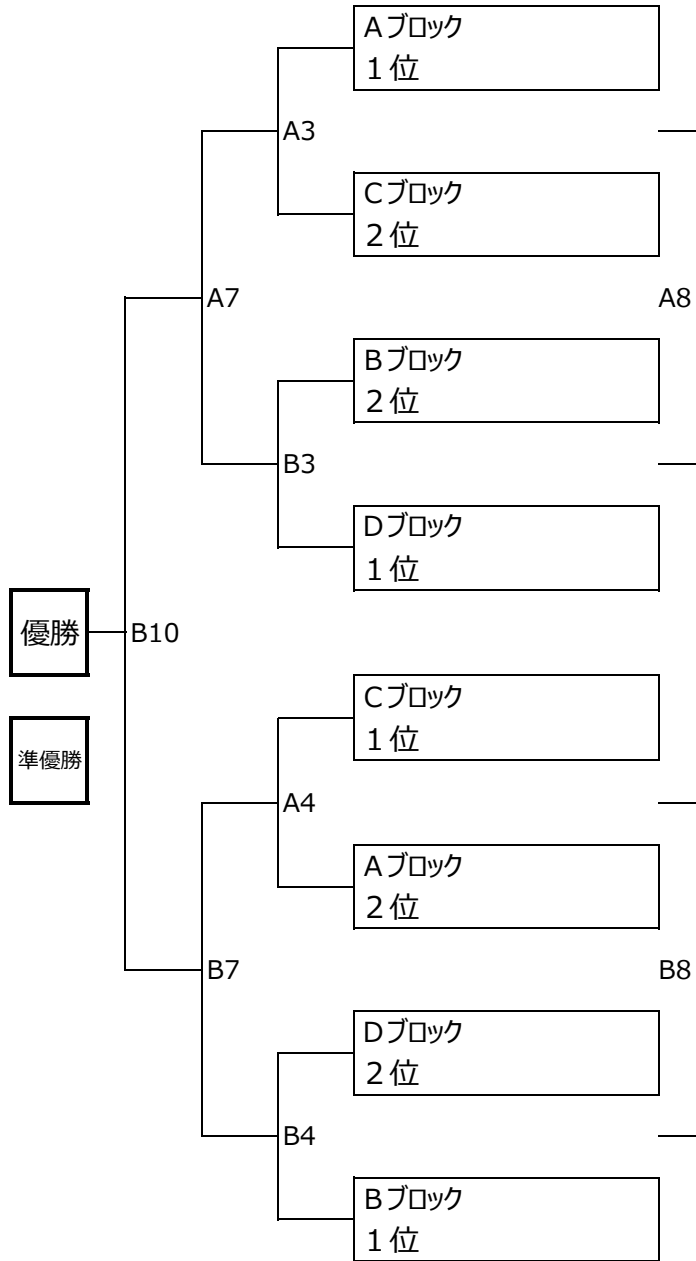 Aブロック
１位
A3
Cブロック
２位
A7
A8
Bブロック
２位
B3
Dブロック
１位
優勝
B10
Cブロック
１位
準優勝
A4
Aブロック
２位
B7
B8
Dブロック
２位
B4
Bブロック
１位